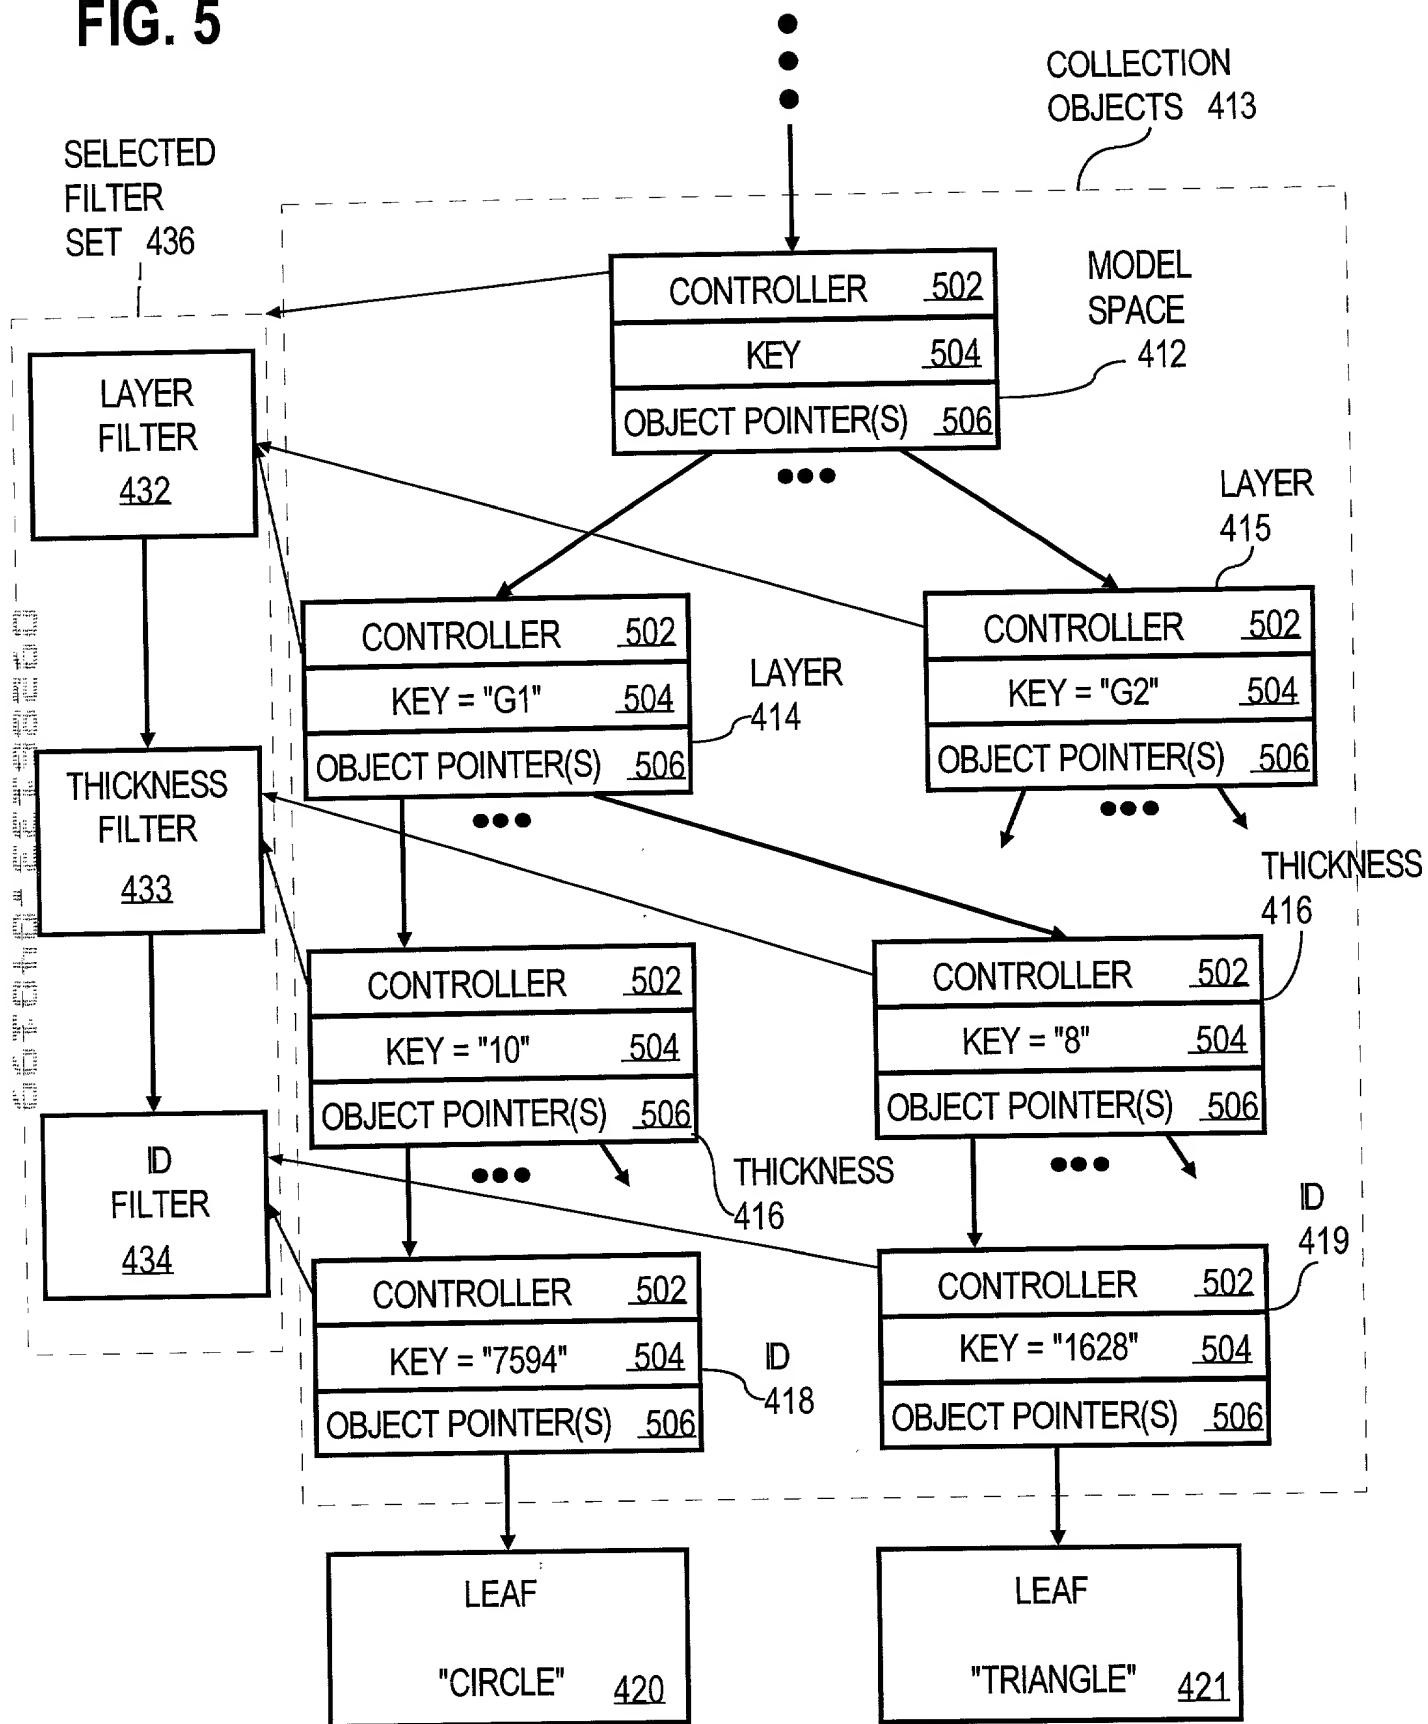 FIG. 5
COLLECTION
OBJECTS 413
SELECTED
FILTER
SET 436
CONTROLLER 502
KEY 504
OBJECT POINTER(S) 506
MODEL
SPACE
412
LAYER
FILTER
432
LAYER
415
CONTROLLER 502
KEY = "G1" 504
OBJECT POINTER(S) 506
LAYER
414
CONTROLLER 502
KEY = "G2" 504
OBJECT POINTER(S) 506
THICKNESS
FILTER
433
THICKNESS
416
CONTROLLER 502
KEY = "10" 504
OBJECT POINTER(S) 506
THICKNESS
416
CONTROLLER 502
KEY = "8" 504
OBJECT POINTER(S) 506
ID
FILTER
434
ID
419
CONTROLLER 502
KEY = "7594" 504
OBJECT POINTER(S) 506
ID
418
CONTROLLER 502
KEY = "1628" 504
OBJECT POINTER(S) 506
LEAF
"CIRCLE" 420
LEAF
"TRIANGLE" 421